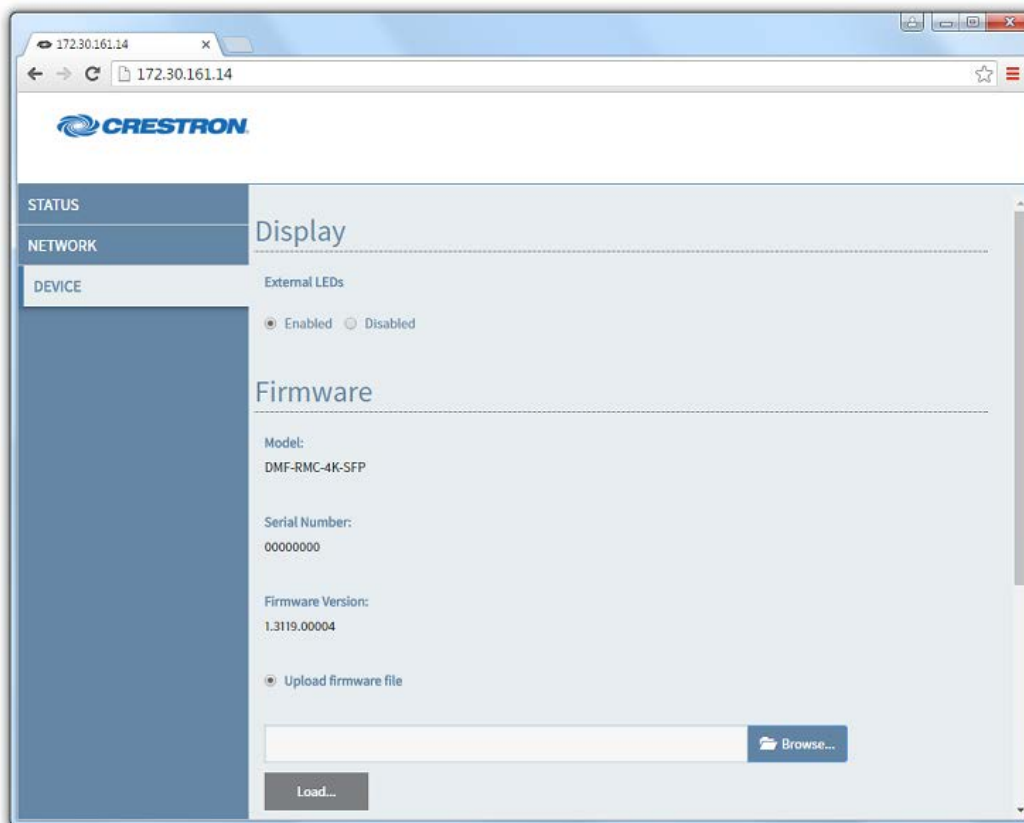 172.30.161.14
172.30.161.14
CRESTRON
STATUS
NETWORK
DEVICE
Display
External LEDs
Enabled Disabled
Firmware
Model:
DMF-RMC-4K-SFP
Serial Number:
00000000
Firmware Version:
1.3119.00004
Upload firmware file
Browse...
Load...